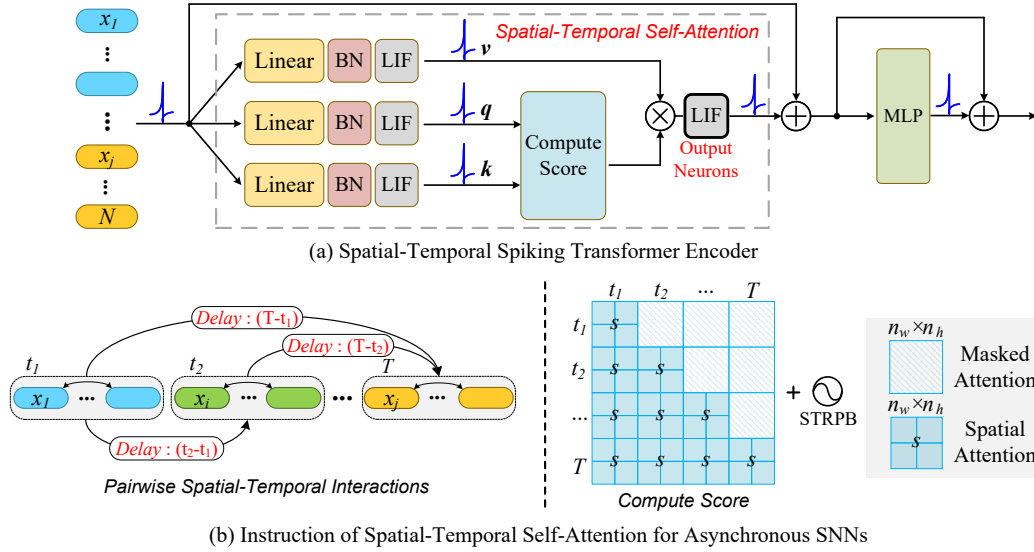 x1
Spatial-Temporal Self-Attention
Linear BN LIF v
Linear BN LIF q
Linear BN LIF k
Compute
Score
LIF
Output
Neurons
MLP
xj
N
(a) Spatial-Temporal Spiking Transformer Encoder
Delay : (T-t1)
Delay : (T-t2)
t1 t2 T
x1 ... xi ... ... xj ...
Delay : (t2-t1)
Pairwise Spatial-Temporal Interactions
t1 t2 ... T
t1 s
t2 s s
... s s s
T s s s s
Compute Score
+
STRPB
nw×nh
Masked
Attention
nw×nh
s
Spatial
Attention
(b) Instruction of Spatial-Temporal Self-Attention for Asynchronous SNNs